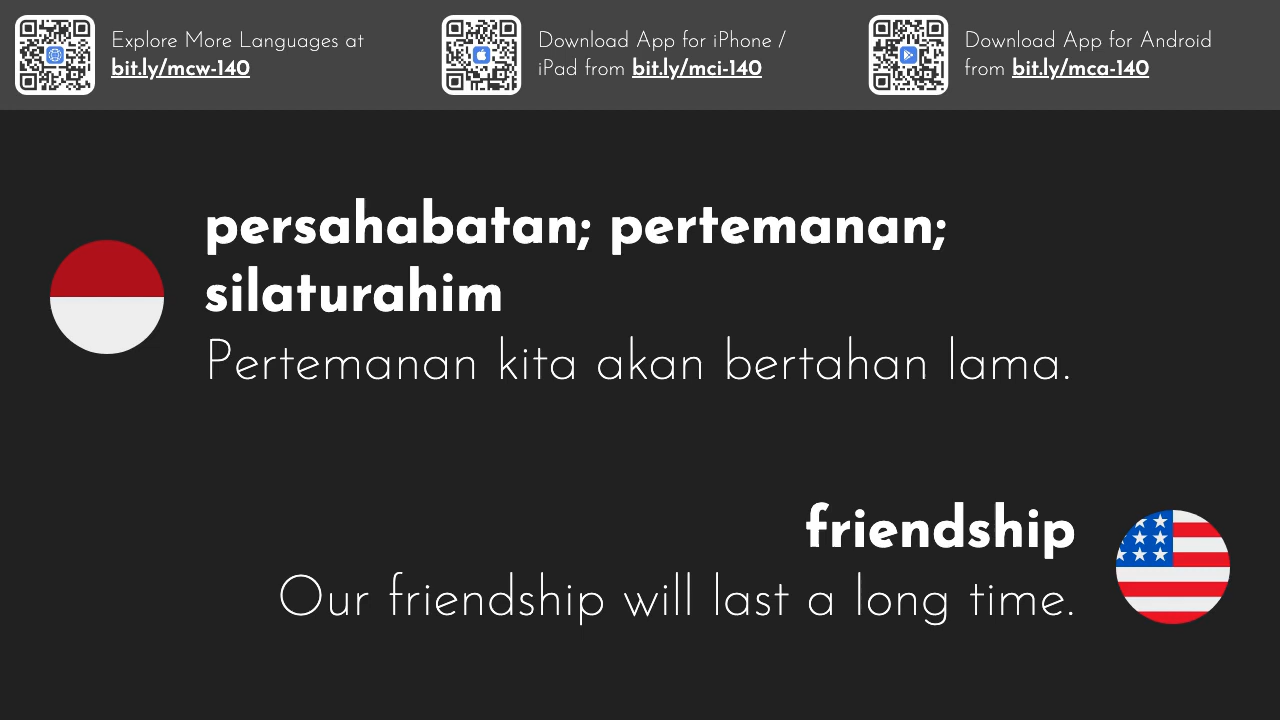 Explore More Languages at
bit.ly/mcw-140
Download App for iPhone /
iPad from bit.ly/mci-140
Download App for Android
from bit.ly/mca-140
persahabatan; pertemanan;
silaturahim
Pertemanan kita akan bertahan lama.
friendship
Our friendship will last a long time.